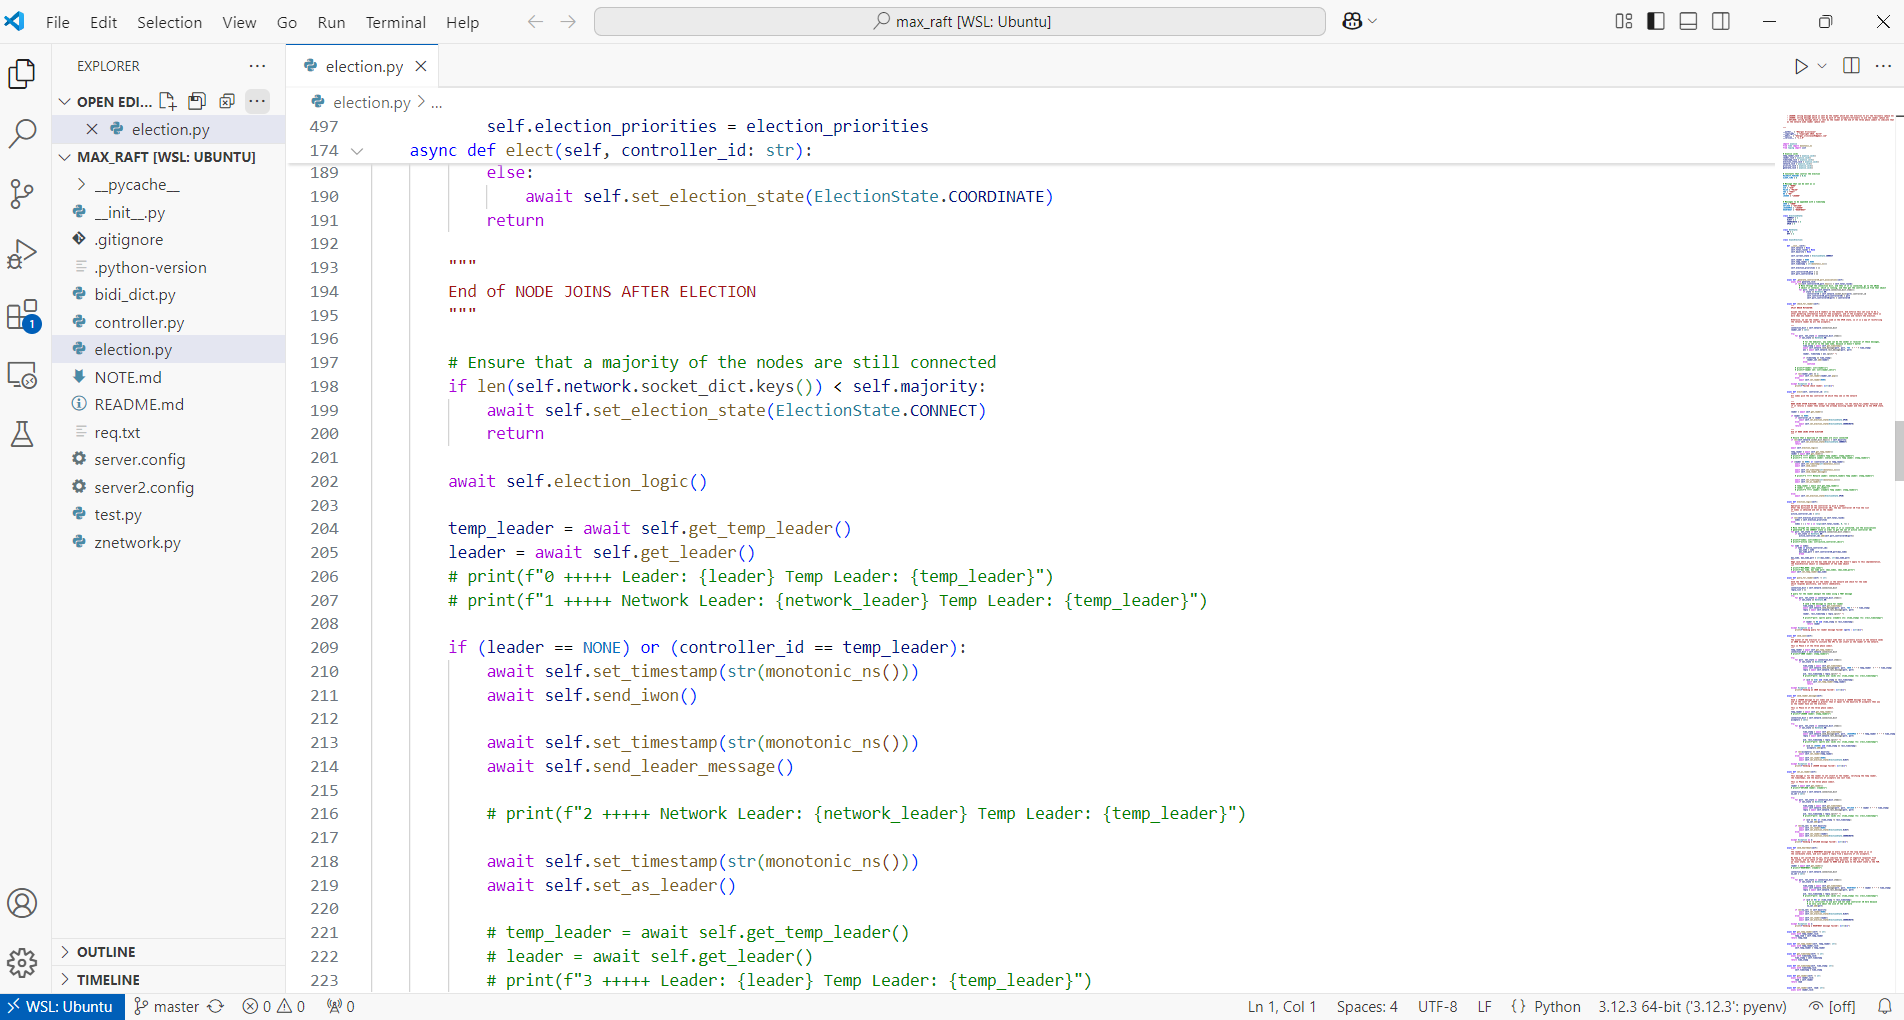 File Edit Selection View Go Run Terminal Help
max_raft [WSL: Ubuntu]
EXPLORER
OPEN EDI...
election.py
MAX_RAFT [WSL: UBUNTU]
__pycache__
__init__.py
.gitignore
.python-version
bidi_dict.py
controller.py
election.py
NOTE.md
README.md
req.txt
server.config
server2.config
test.py
znetwork.py
OUTLINE
TIMELINE
1
election.py
election.py > ...
497 self.election_priorities = election_priorities
174 async def elect(self, controller_id: str):
189 else:
190 await self.set_election_state(ElectionState.COORDINATE)
191 return
192
193 """
194 End of NODE JOINS AFTER ELECTION
195 """
196
197 # Ensure that a majority of the nodes are still connected
198 if len(self.network.socket_dict.keys()) < self.majority:
199 await self.set_election_state(ElectionState.CONNECT)
200 return
201
202 await self.election_logic()
203
204 temp_leader = await self.get_temp_leader()
205 leader = await self.get_leader()
206 # print(f"0 +++++ Leader: {leader} Temp Leader: {temp_leader}")
207 # print(f"1 +++++ Network Leader: {network_leader} Temp Leader: {temp_leader}")
208
209 if (leader == NONE) or (controller_id == temp_leader):
210 await self.set_timestamp(str(monotonic_ns()))
211 await self.send_iwon()
212
213 await self.set_timestamp(str(monotonic_ns()))
214 await self.send_leader_message()
215
216 # print(f"2 +++++ Network Leader: {network_leader} Temp Leader: {temp_leader}")
217
218 await self.set_timestamp(str(monotonic_ns()))
219 await self.set_as_leader()
220
221 # temp_leader = await self.get_temp_leader()
222 # leader = await self.get_leader()
223 # print(f"3 +++++ Leader: {leader} Temp Leader: {temp_leader}")
WSL: Ubuntu master 0 0 0 Ln 1, Col 1 Spaces: 4 UTF-8 LF {} Python 3.12.3 64-bit ('3.12.3': pyenv) [off]